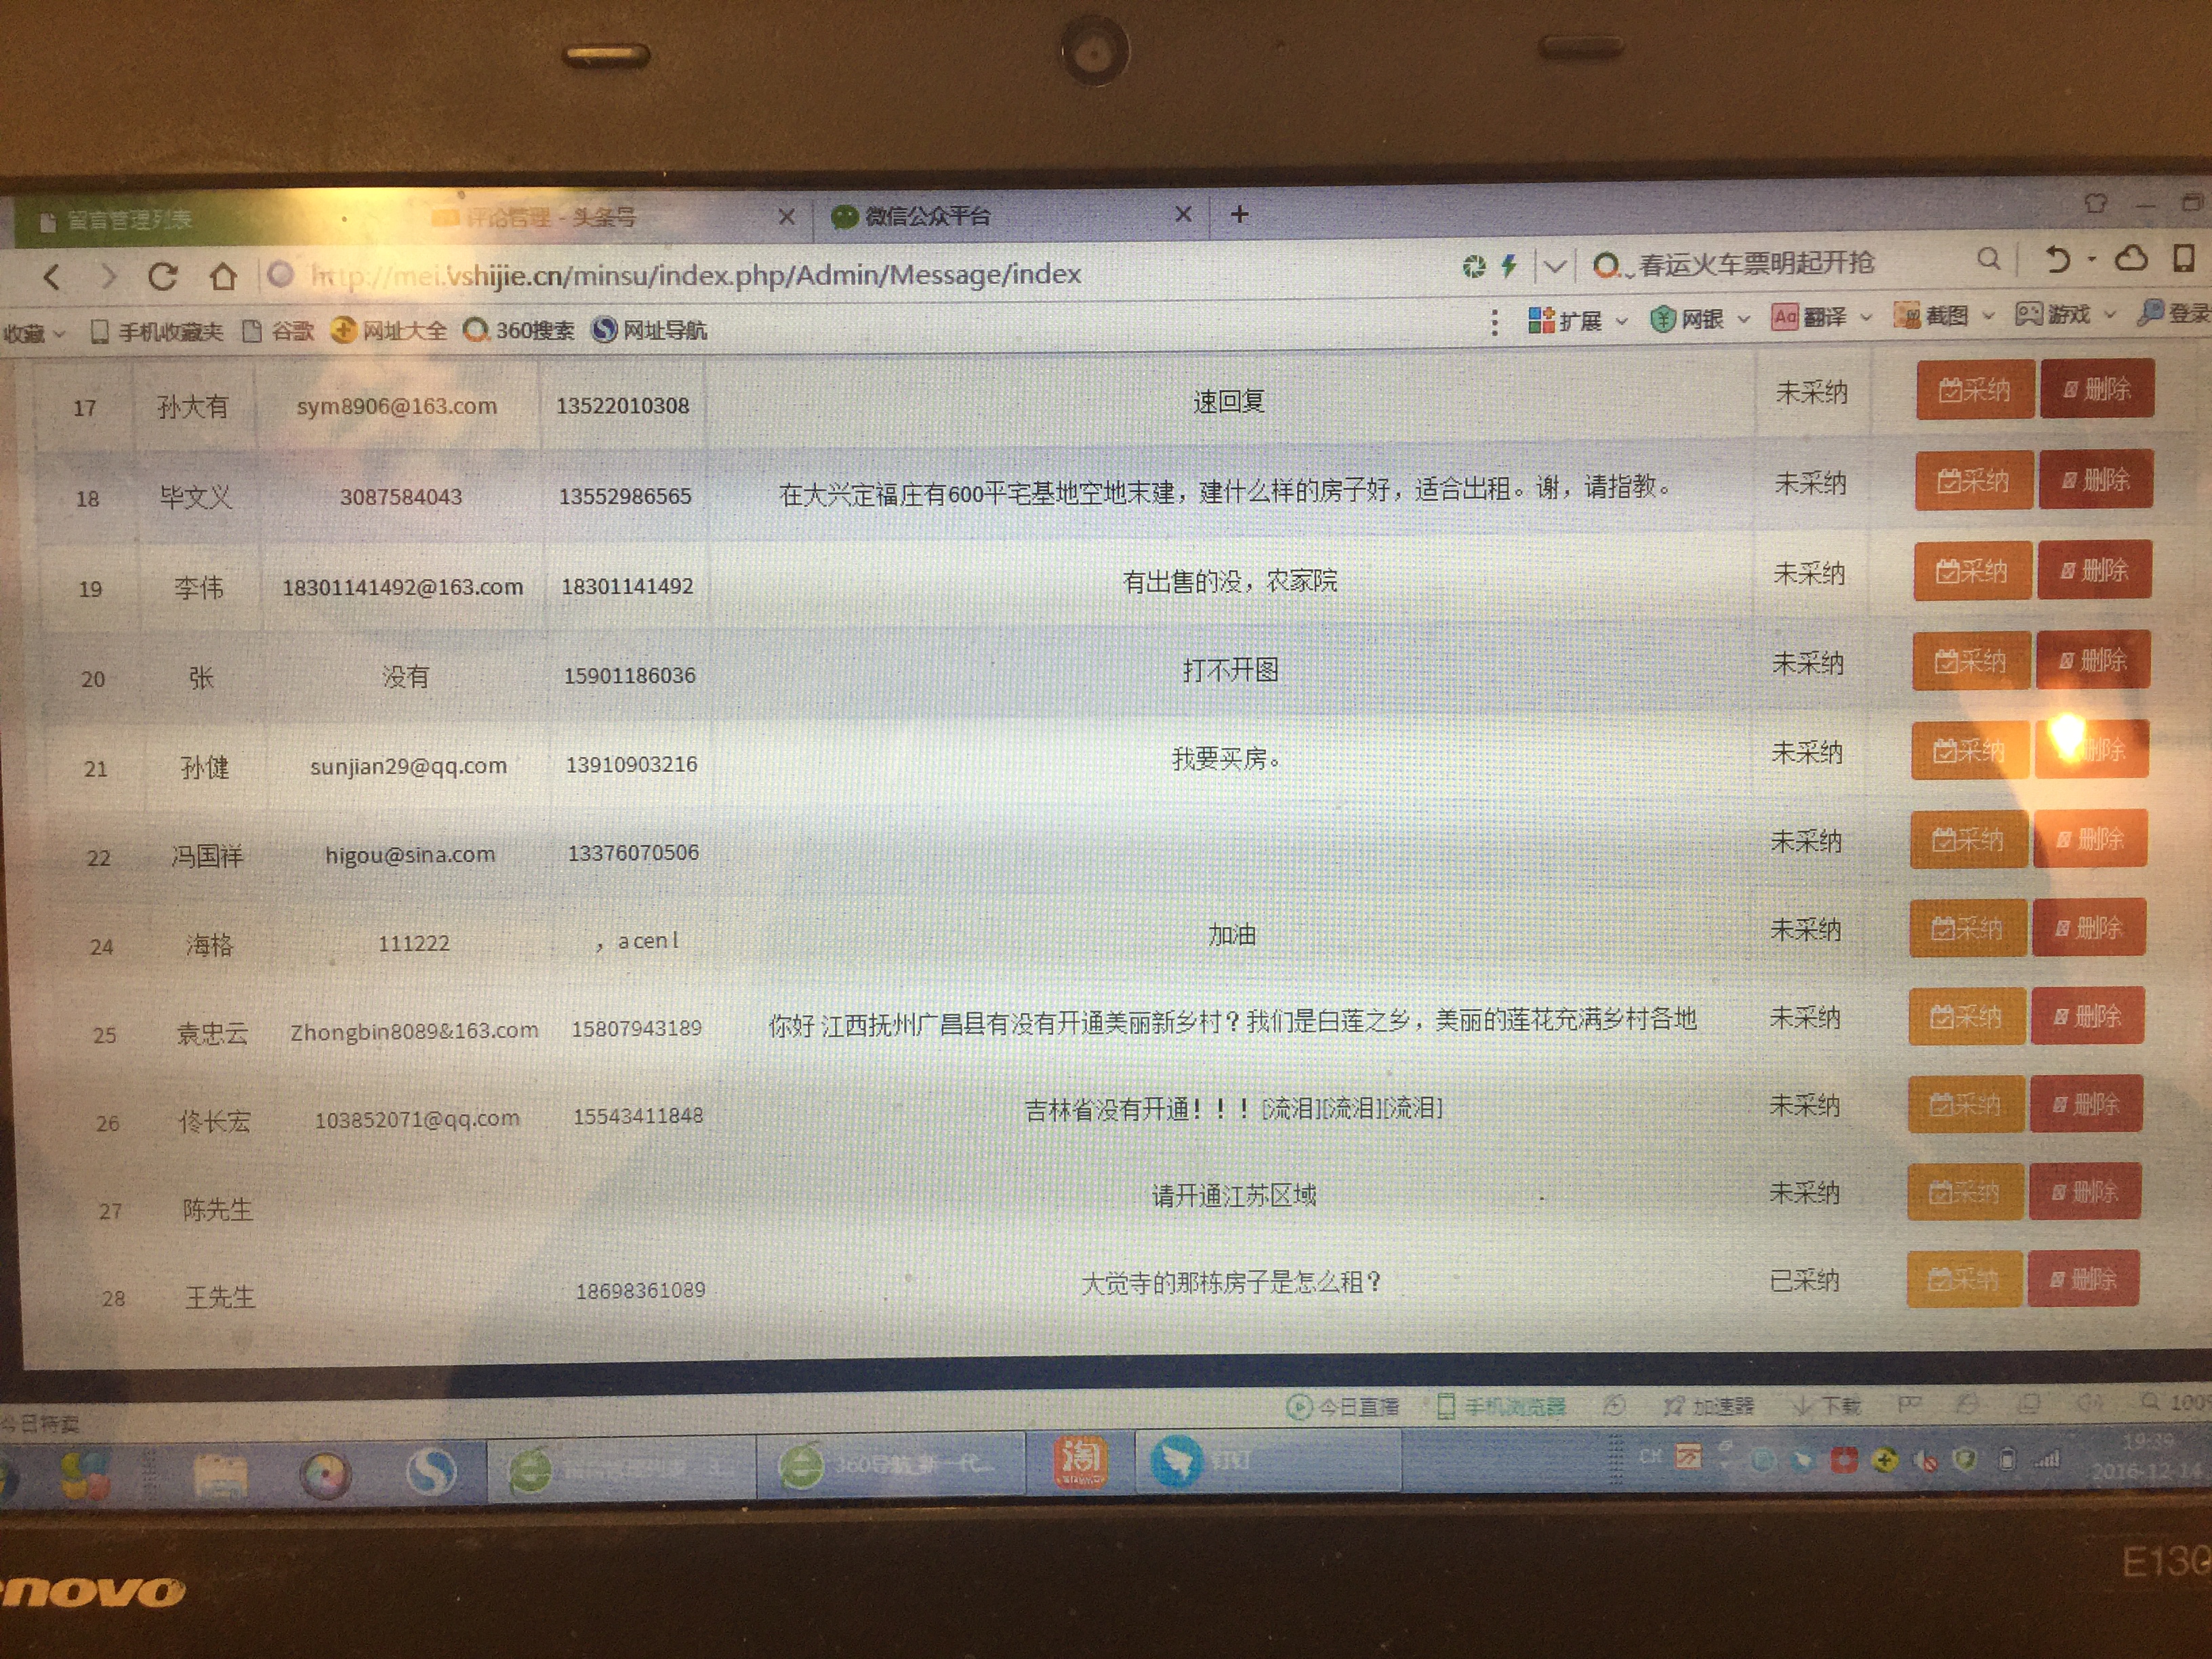 留言管理列表 评论管理 - 头条号 微信公众平台
http://mei.vshijie.cn/minsu/index.php/Admin/Message/index 春运火车票明起开抢
收藏 手机收藏夹 谷歌 网址大全 360搜索 网址导航 扩展 网银 翻译 截图 游戏 登录
17 孙大有 sym8906@163.com 13522010308 速回复 未采纳 采纳 删除
18 毕文义 3087584043 13552986565 在大兴定福庄有600平宅基地空地末建，建什么样的房子好，适合出租。谢，请指教。 未采纳 采纳 删除
19 李伟 18301141492@163.com 18301141492 有出售的没，农家院 未采纳 采纳 删除
20 张 没有 15901186036 打不开图 未采纳 采纳 删除
21 孙健 sunjian29@qq.com 13910903216 我要买房。 未采纳 采纳 删除
22 冯国祥 higou@sina.com 13376070506 未采纳 采纳 删除
24 海格 111222 ，a cen l 加油 未采纳 采纳 删除
25 袁忠云 Zhongbin8089&163.com 15807943189 你好 江西抚州广昌县有没有开通美丽新乡村？我们是白莲之乡，美丽的莲花充满乡村各地 未采纳 采纳 删除
26 佟长宏 103852071@qq.com 15543411848 吉林省没有开通！！！[流泪][流泪][流泪] 未采纳 采纳 删除
27 陈先生 请开通江苏区域 未采纳 采纳 删除
28 王先生 18698361089 大觉寺的那栋房子是怎么租？ 已采纳 采纳 删除
今日特卖 今日直播 手机浏览器 加速器 下载 100%
360导航_新一代... 淘 钉钉 CH 19:39
2016-12-14
novo E130